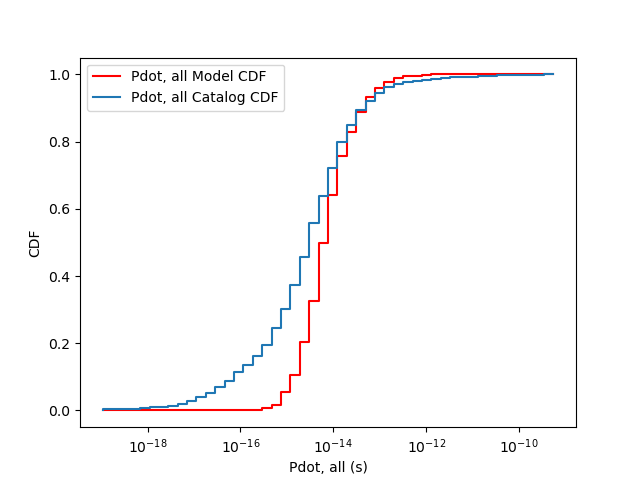 Pdot, all Model CDF
Pdot, all Catalog CDF
1.0
0.8
0.6
0.4
0.2
0.0
CDF
10⁻¹⁸
10⁻¹⁶
10⁻¹⁴
10⁻¹²
10⁻¹⁰
Pdot, all (s)